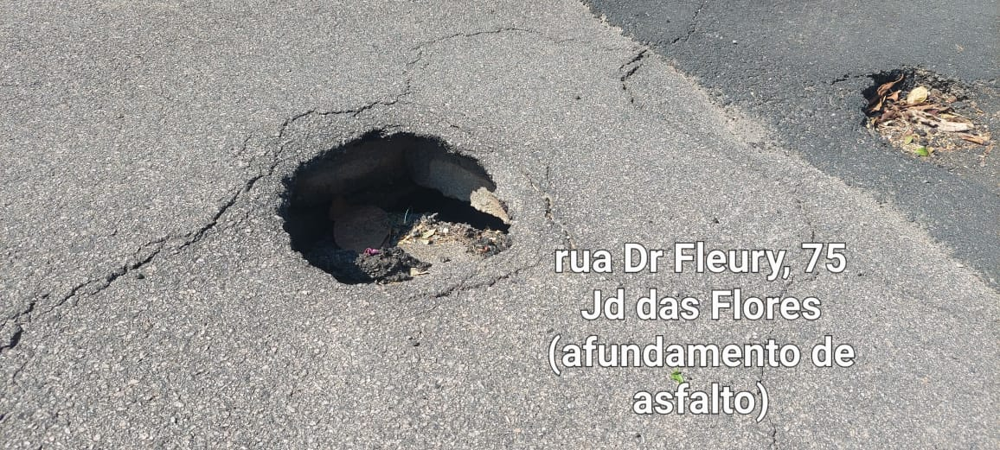 rua Dr Fleury, 75
Jd das Flores
(afundamento de
asfalto)